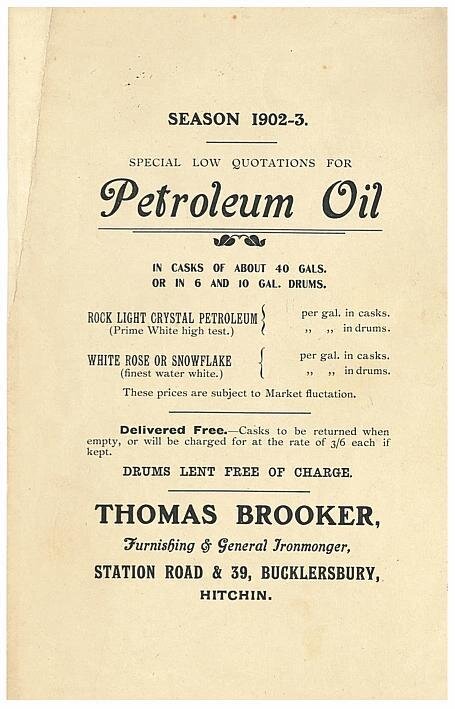 SEASON 1902-3.
SPECIAL LOW QUOTATIONS FOR
Petroleum Oil
IN CASKS OF ABOUT 40 GALS.
OR IN 6 AND 10 GAL. DRUMS.
ROCK LIGHT CRYSTAL PETROLEUM { per gal. in casks.
(Prime White high test.) ,, ,, in drums.
WHITE ROSE OR SNOWFLAKE { per gal. in casks.
(finest water white.) ,, ,, in drums.
These prices are subject to Market fluctation.
Delivered Free.—Casks to be returned when
empty, or will be charged for at the rate of 3/6 each if
kept.
DRUMS LENT FREE OF CHARGE.
THOMAS BROOKER,
Furnishing & General Ironmonger,
STATION ROAD & 39, BUCKLERSBURY,
HITCHIN.